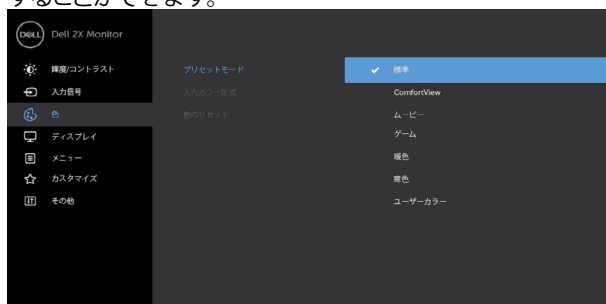 することができます。
DELL
Dell 2X Monitor
輝度/コントラスト
プリセットモード
標準
入力信号
入力カラー形式
ComfortView
色
色のリセット
ムービー
ディスプレイ
ゲーム
メニュー
暖色
カスタマイズ
寒色
その他
ユーザーカラー